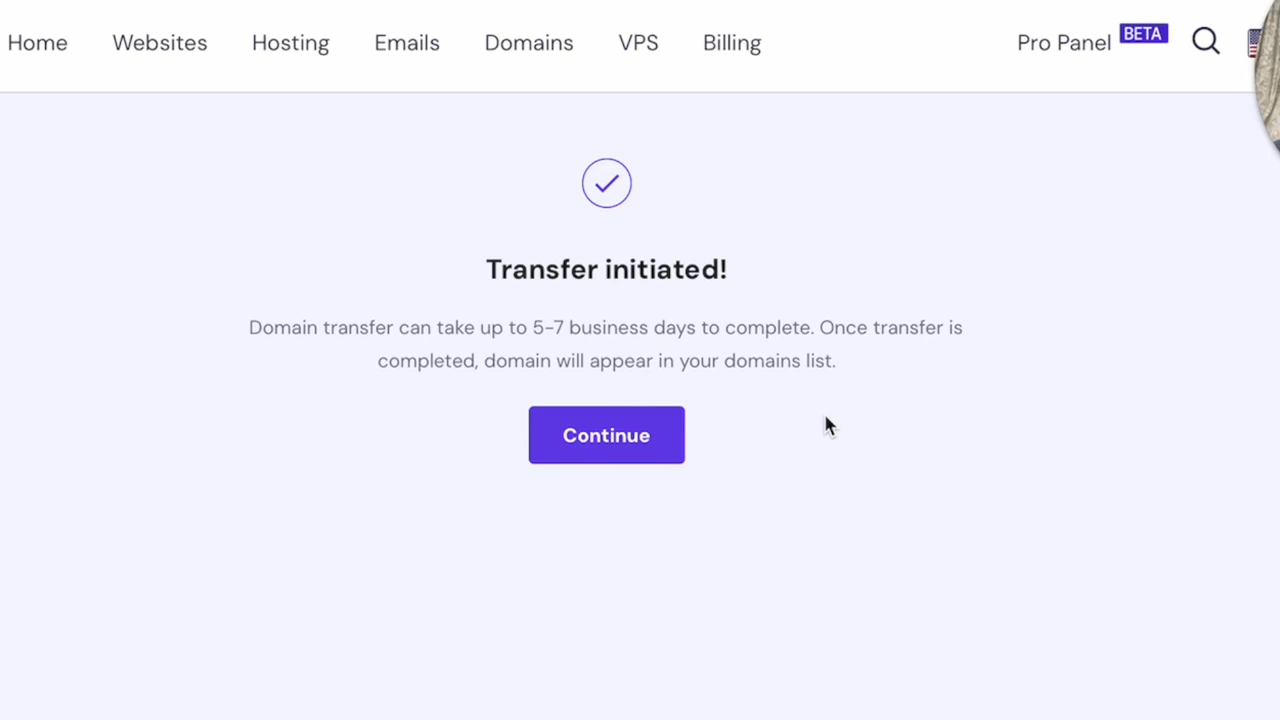 Home Websites Hosting Emails Domains VPS Billing Pro Panel BETA
Transfer initiated!
Domain transfer can take up to 5-7 business days to complete. Once transfer is
completed, domain will appear in your domains list.
Continue